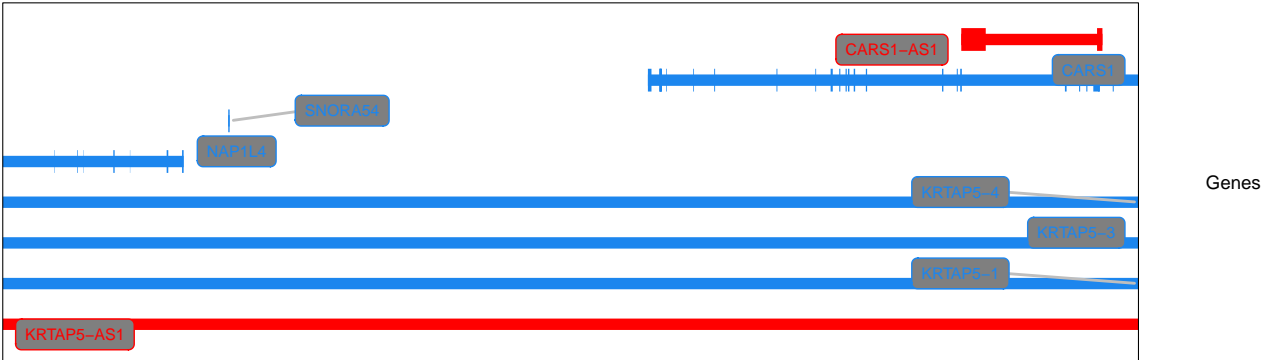 CARS1–AS1
CARS1
SNORA54
NAP1L4
KRTAP5–4
Genes
KRTAP5–3
KRTAP5–1
KRTAP5–AS1